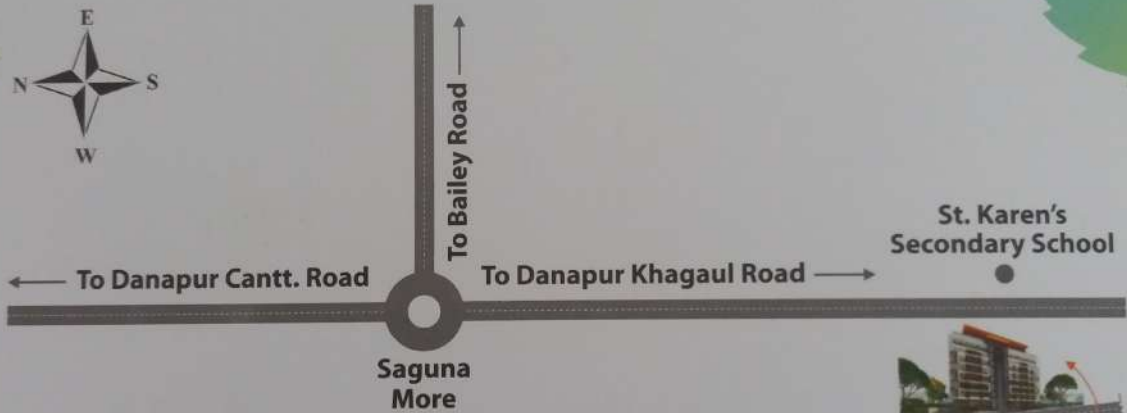 E
N
S
W
To Bailey Road
St. Karen's
Secondary School
To Danapur Cantt. Road
To Danapur Khagaul Road
Saguna
More